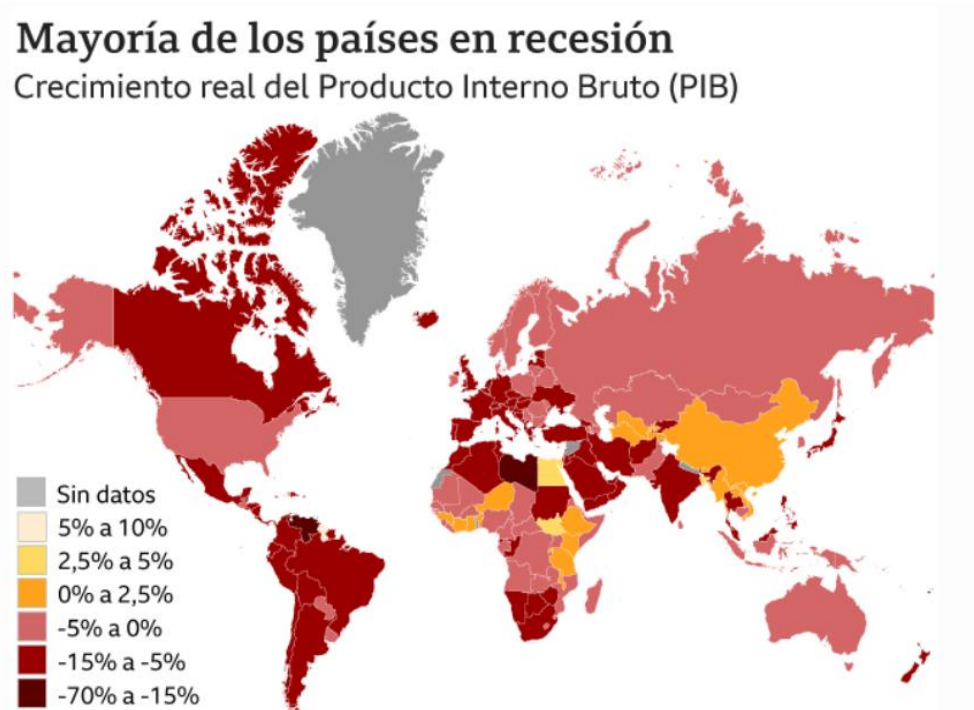 Mayoría de los países en recesión
Crecimiento real del Producto Interno Bruto (PIB)
Sin datos
5% a 10%
2,5% a 5%
0% a 2,5%
-5% a 0%
-15% a -5%
-70% a -15%